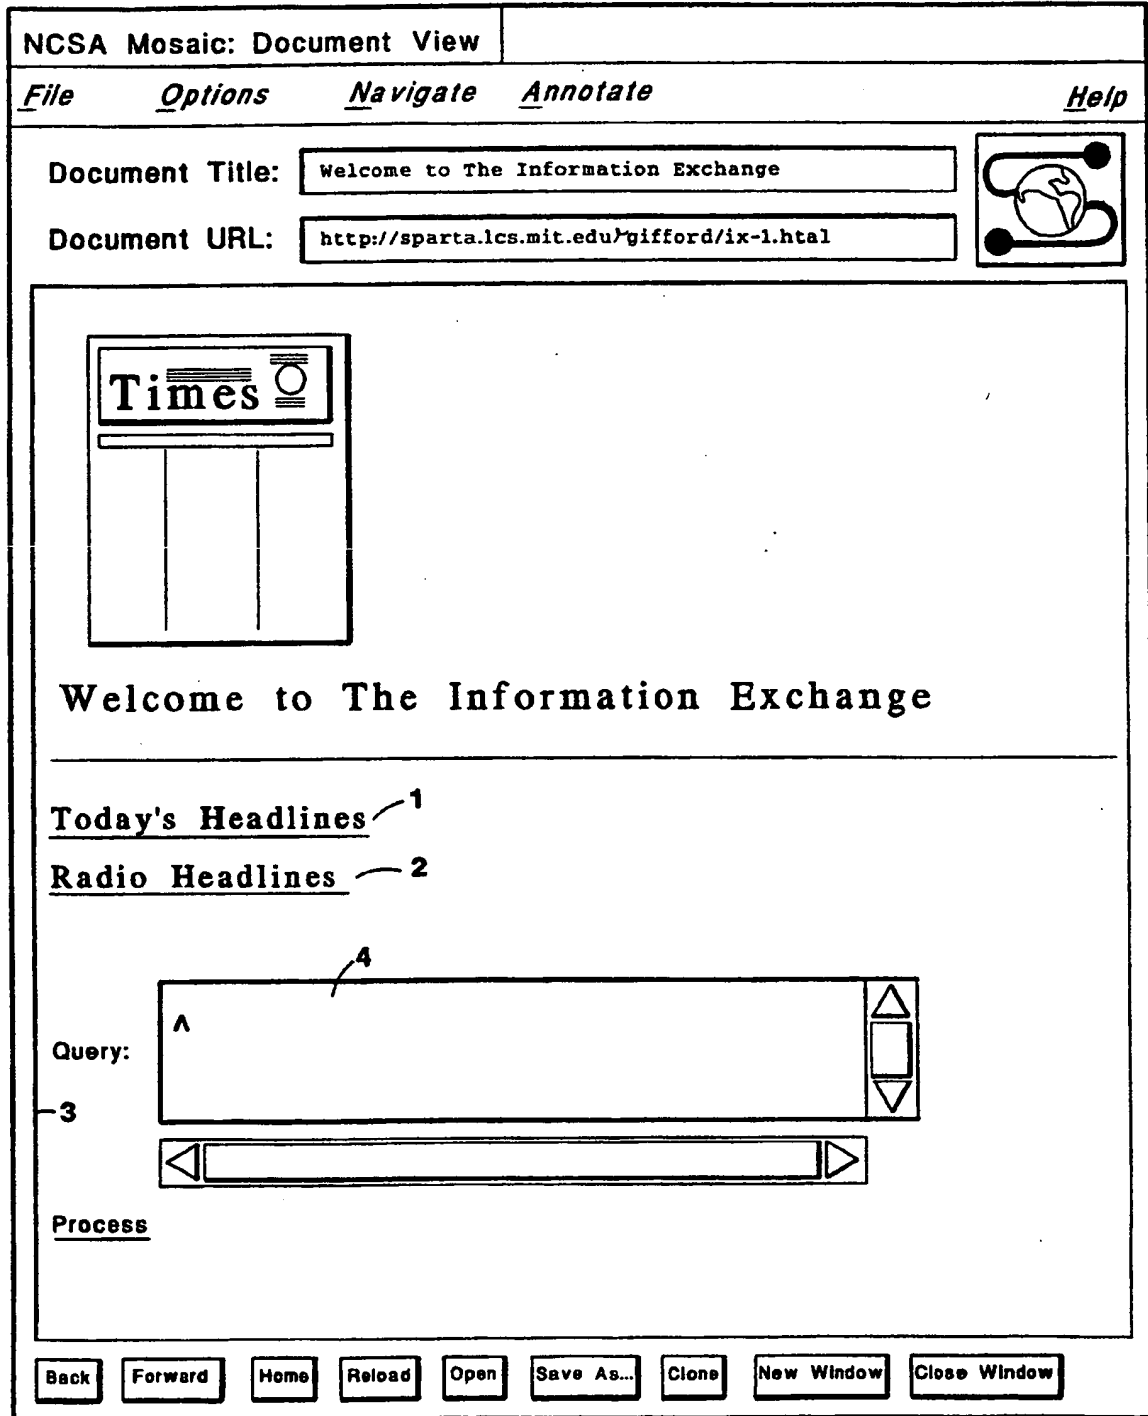 NCSA Mosaic: Document View
File Options Navigate Annotate Help
Document Title: Welcome to The Information Exchange
Document URL: http://sparta.lcs.mit.edu/~gifford/ix-1.htal
Times
Welcome to The Information Exchange
Today's Headlines 1
Radio Headlines 2
4
^
Query:
3
Process
Back Forward Home Reload Open Save As... Clone New Window Close Window